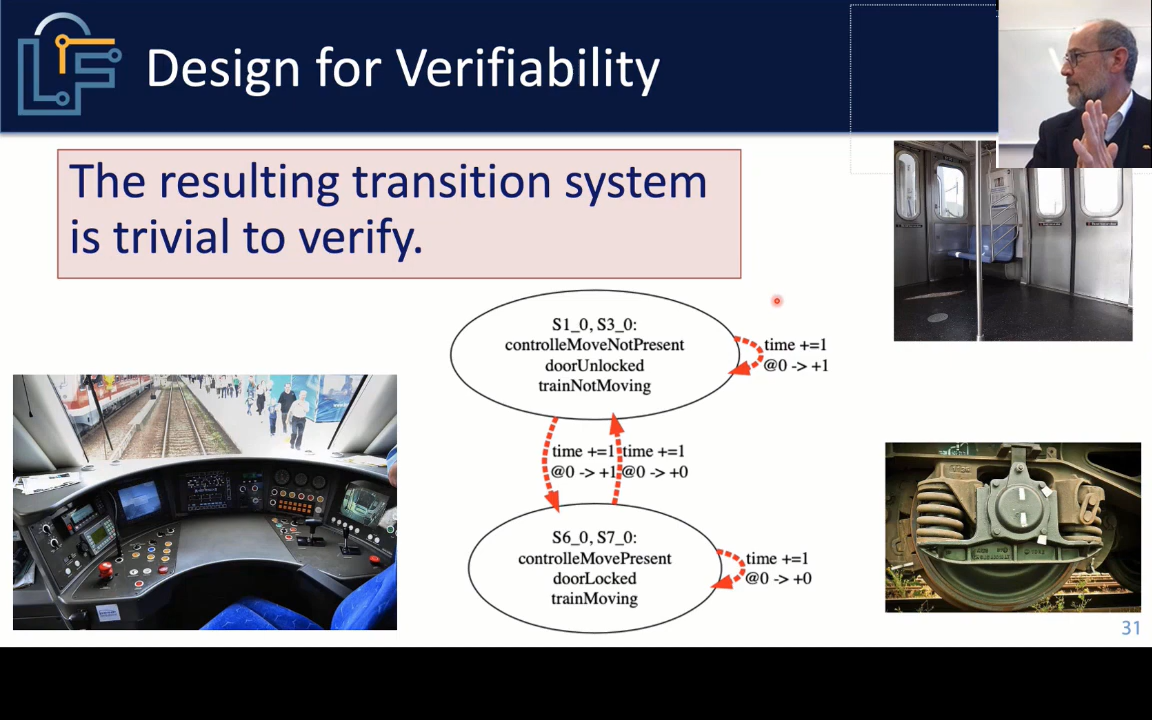 Design for Verifiability
The resulting transition system
is trivial to verify.
S1_0, S3_0:
controlleMoveNotPresent
doorUnlocked
trainNotMoving
time +=1
@0 -> +1
time +=1
@0 -> +1
time +=1
@0 -> +0
S6_0, S7_0:
controlleMovePresent
doorLocked
trainMoving
time +=1
@0 -> +0
31